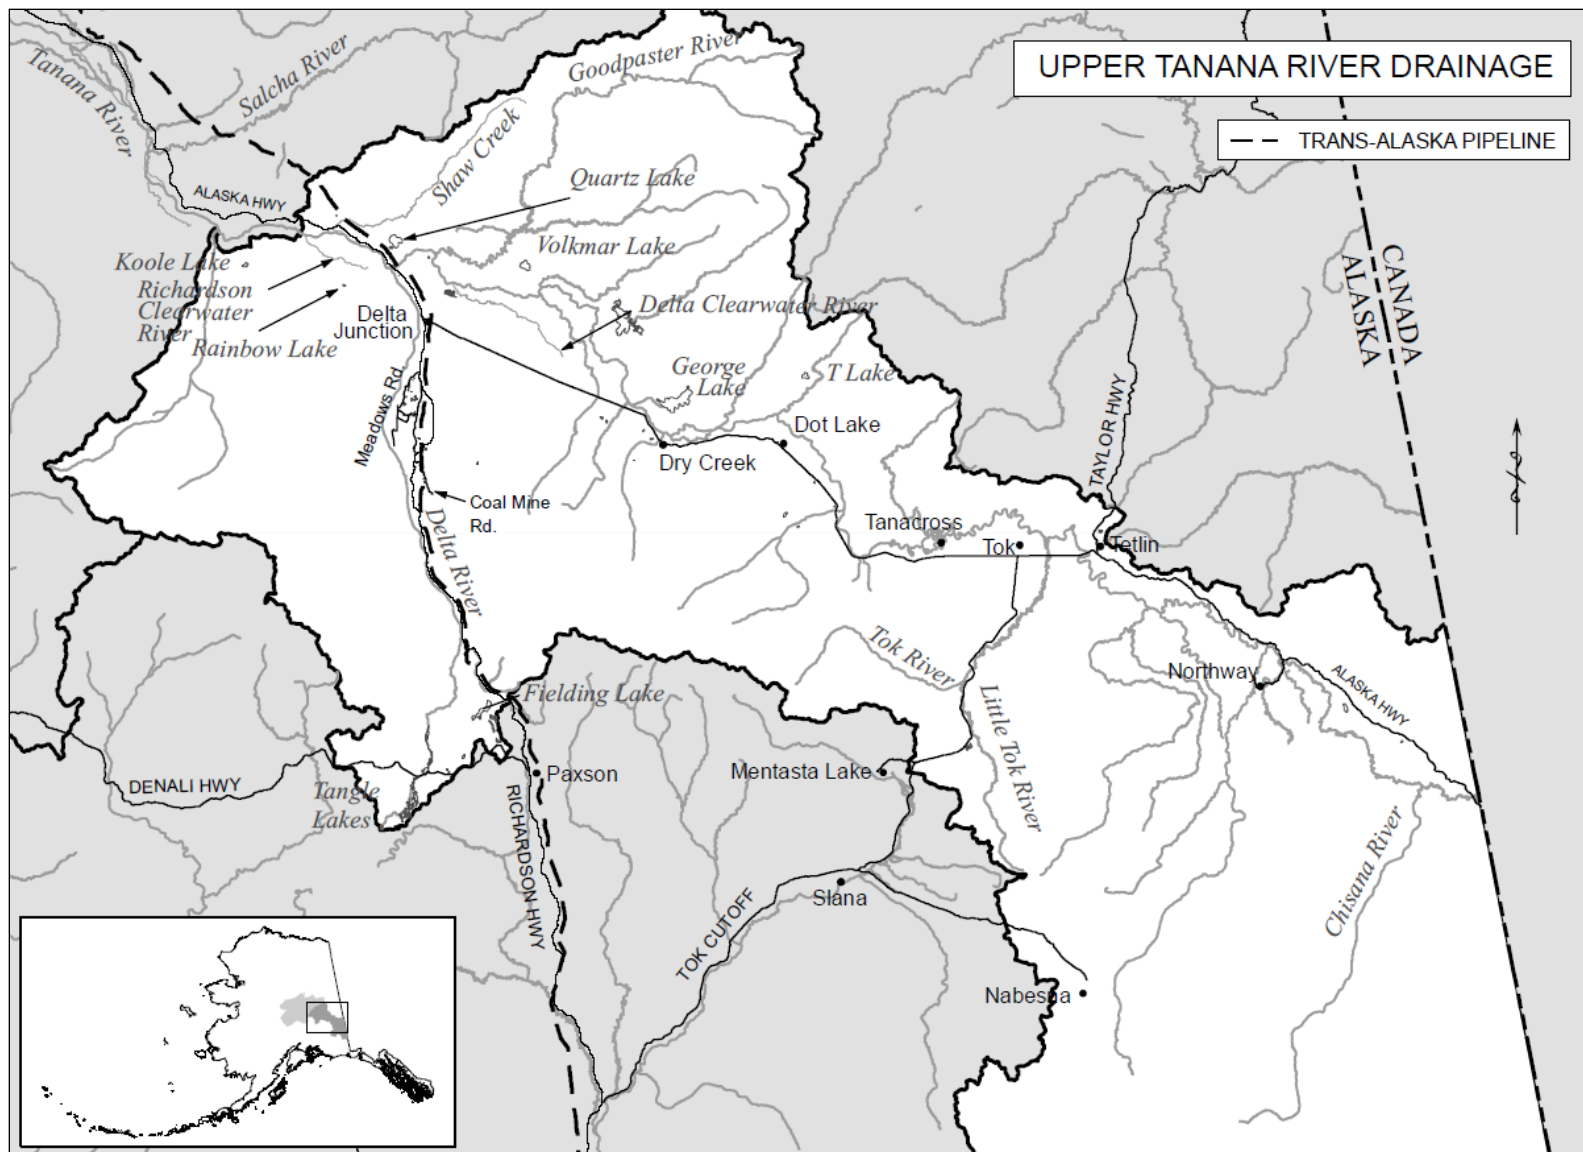 UPPER TANANA RIVER DRAINAGE
TRANS-ALASKA PIPELINE
Tanana River
Salcha River
Goodpaster River
Shaw Creek
ALASKA HWY
Quartz Lake
Volkmar Lake
Koole Lake
Richardson
Clearwater
River
Rainbow Lake
Delta
Junction
Delta Clearwater River
George
Lake
T Lake
CANADA
ALASKA
TAYLOR HWY
Meadows Rd.
Dot Lake
Dry Creek
Coal Mine
Rd.
Delta River
Tanacross
Tok
Tetlin
Tok River
Northway
ALASKA HWY
Little Tok River
Fielding Lake
Mentasta Lake
Paxson
DENALI HWY
Tangle
Lakes
RICHARDSON HWY
TOK CUTOFF
Slana
Chisana River
Nabesna